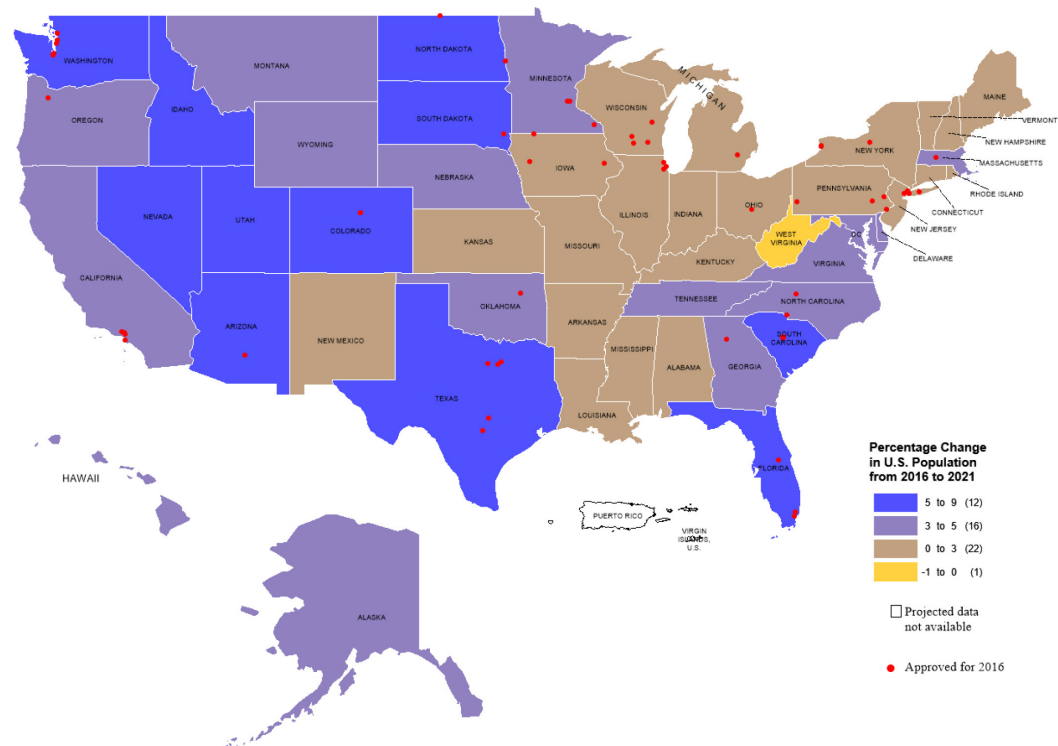 WASHINGTON
NORTH DAKOTA
MONTANA
MINNESOTA
MICHIGAN
MAINE
OREGON
IDAHO
SOUTH DAKOTA
WISCONSIN
VERMONT
WYOMING
NEW YORK
NEW HAMPSHIRE
MASSACHUSETTS
IOWA
NEBRASKA
PENNSYLVANIA
RHODE ISLAND
NEVADA
UTAH
COLORADO
ILLINOIS
INDIANA
OHIO
CONNECTICUT
NEW JERSEY
WEST
VIRGINIA
DC
DELAWARE
KANSAS
MISSOURI
KENTUCKY
VIRGINIA
CALIFORNIA
OKLAHOMA
TENNESSEE
NORTH CAROLINA
ARIZONA
NEW MEXICO
ARKANSAS
SOUTH
CAROLINA
MISSISSIPPI
ALABAMA
GEORGIA
TEXAS
LOUISIANA
FLORIDA
HAWAII
PUERTO RICO
VIRGIN
ISLANDS,
U.S.
ALASKA
Percentage Change
in U.S. Population
from 2016 to 2021
5 to 9 (12)
3 to 5 (16)
0 to 3 (22)
-1 to 0 (1)
Projected data
not available
Approved for 2016